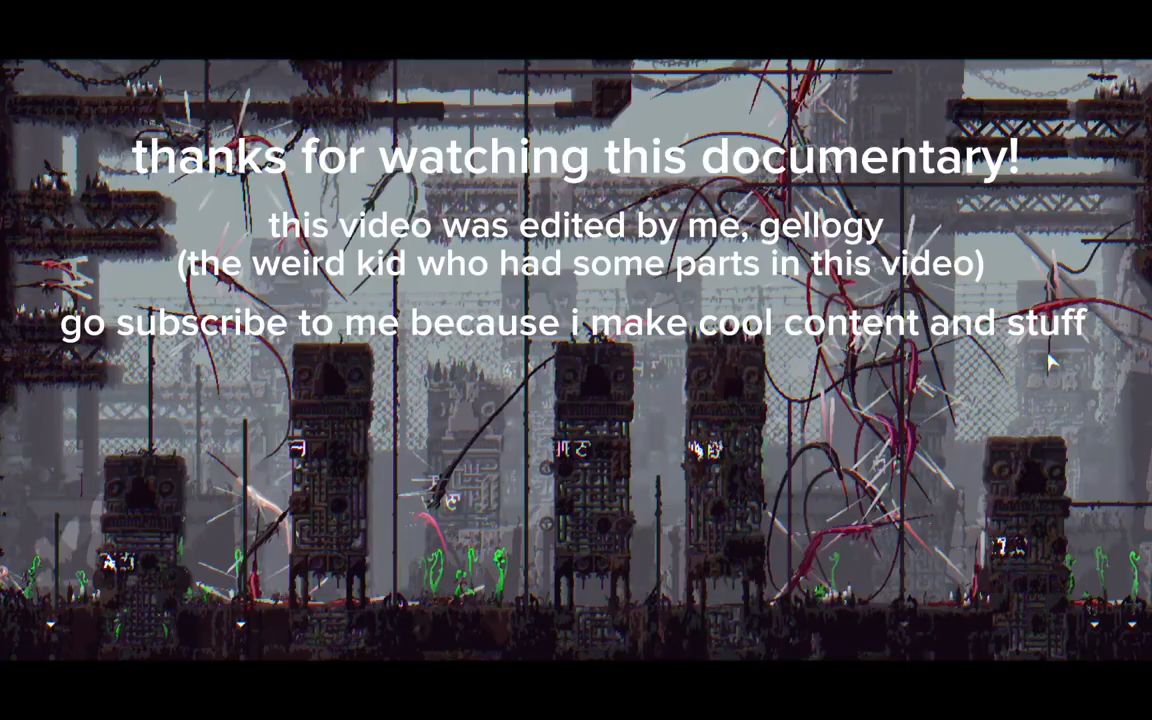 thanks for watching this documentary!
this video was edited by me, gellogy
(the weird kid who had some parts in this video)
go subscribe to me because i make cool content and stuff